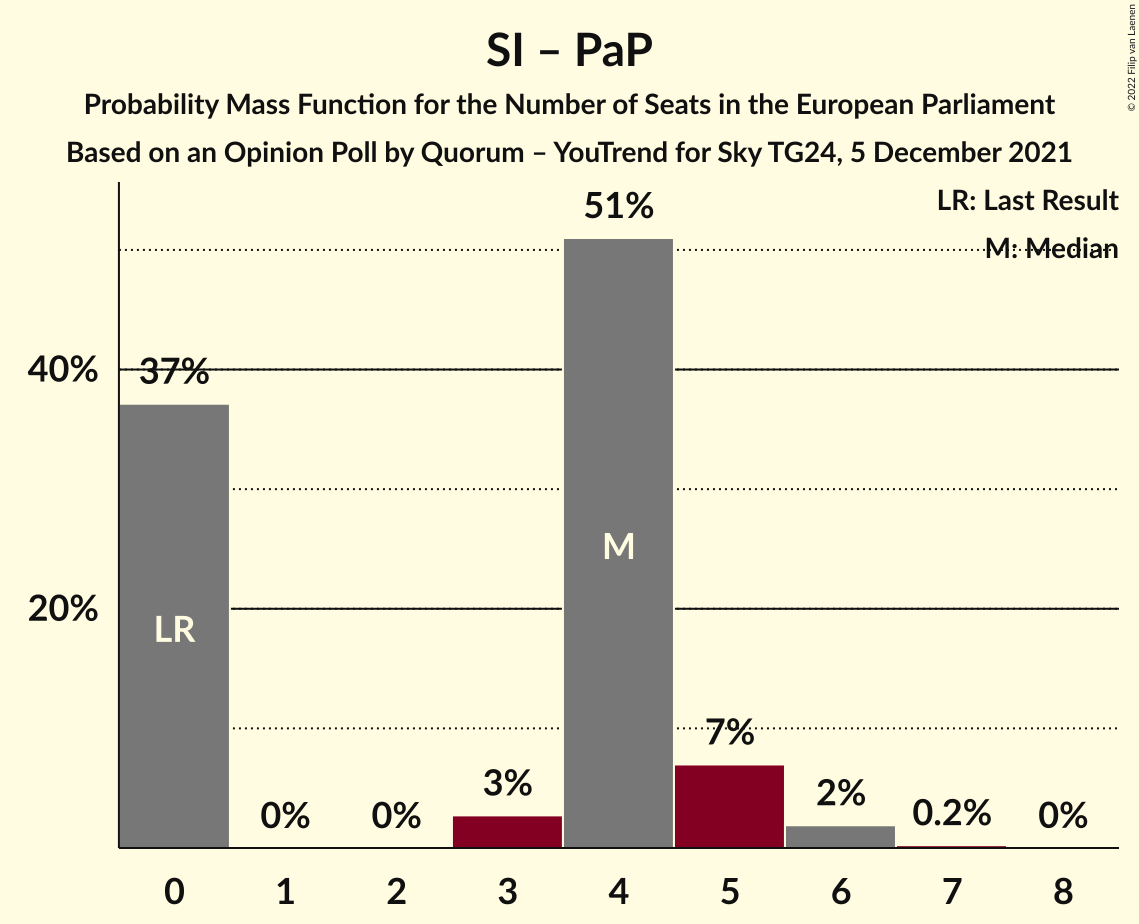 SI – PaP
Probability Mass Function for the Number of Seats in the European Parliament
Based on an Opinion Poll by Quorum – YouTrend for Sky TG24, 5 December 2021
© 2022 Filip van Laenen
LR: Last Result
M: Median
51%
40%
37%
M
20%
LR
7%
3%
2%
0%
0%
0.2%
0%
0 1 2 3 4 5 6 7 8